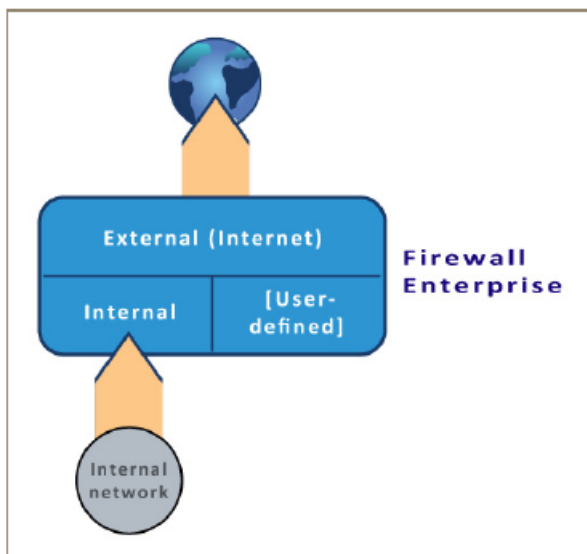 External (Internet)
Firewall
Enterprise
Internal
[User-
defined]
Internal
network